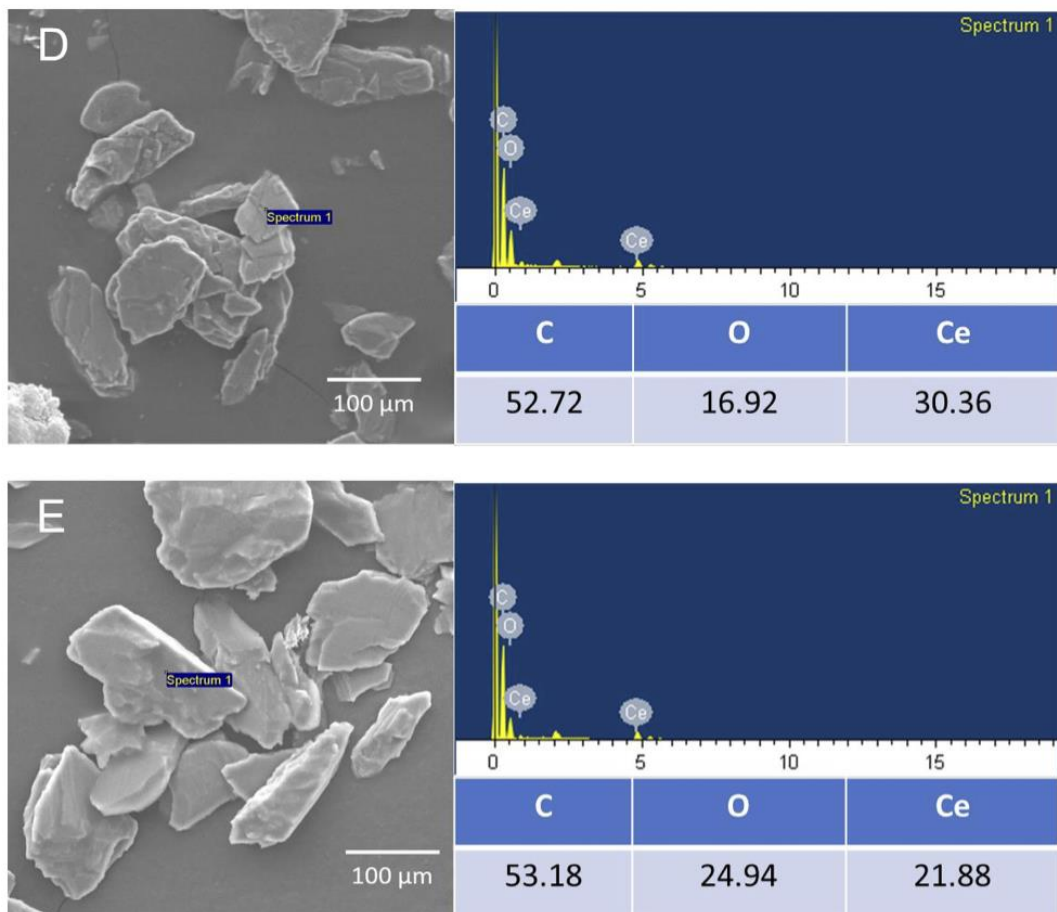 D
Spectrum 1
100 µm
Spectrum 1
C
O
Ce
Ce
0 5 10 15
C O Ce
52.72 16.92 30.36
E
Spectrum 1
100 µm
Spectrum 1
C
O
Ce
Ce
0 5 10 15
C O Ce
53.18 24.94 21.88